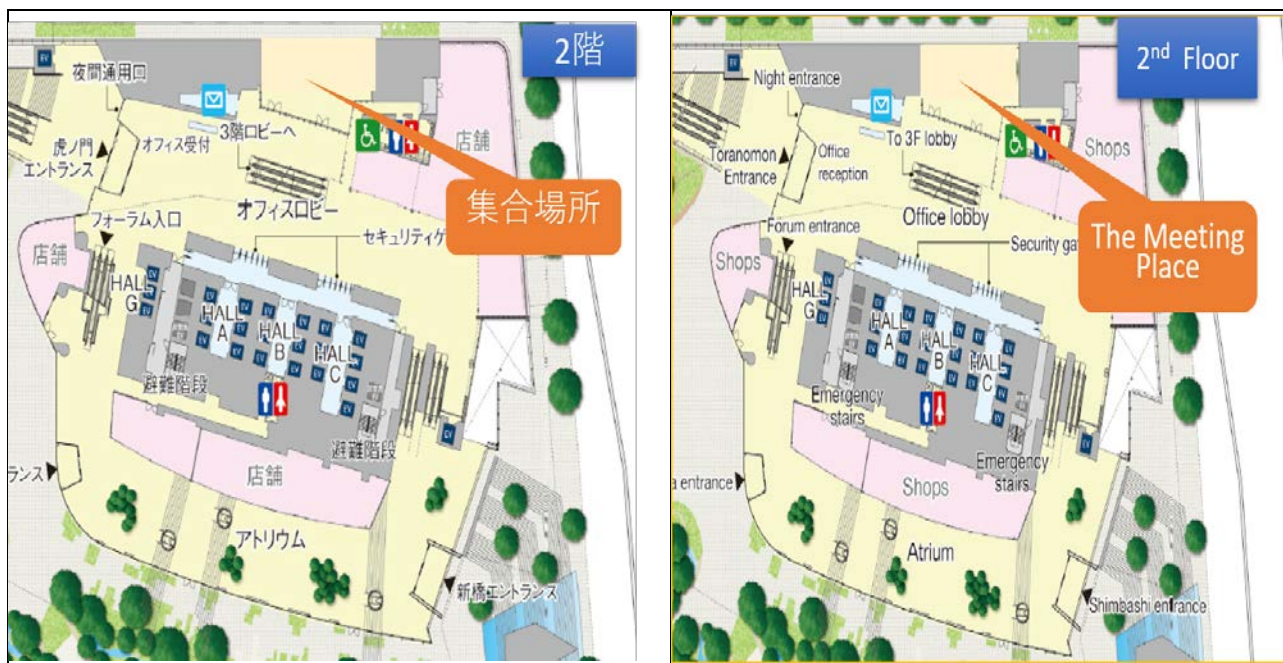 2階
夜間通用口
3階ロビーへ
オフィス受付
虎ノ門
エントランス
店舗
集合場所
オフィスロビー
フォーラム入口
セキュリティゲ
店舗
EV
HALL
G
HALL
A
HALL
B
HALL
C
避難階段
避難階段
店舗
ランス
アトリウム
新橋エントランス
2nd Floor
Night entrance
To 3F lobby
Toranomon
Entrance
Office
reception
Shops
The Meeting
Place
Office lobby
Forum entrance
Security ga
Shops
EV
HALL
G
HALL
A
HALL
B
HALL
C
Emergency
stairs
Emergency
stairs
Shops
a entrance
Atrium
Shimbashi entrance